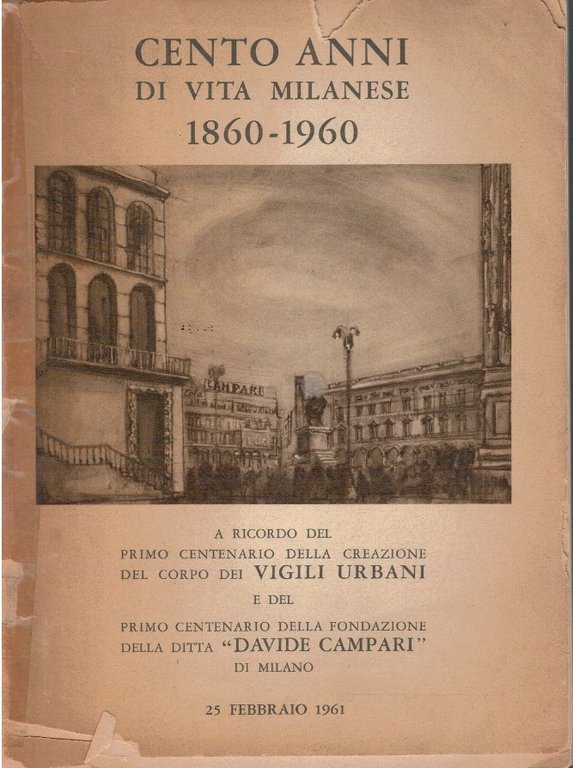 CENTO ANNI
DI VITA MILANESE
1860-1960
CAMPARI
A RICORDO DEL
PRIMO CENTENARIO DELLA CREAZIONE
DEL CORPO DEI VIGILI URBANI
E DEL
PRIMO CENTENARIO DELLA FONDAZIONE
DELLA DITTA “DAVIDE CAMPARI”
DI MILANO
25 FEBBRAIO 1961